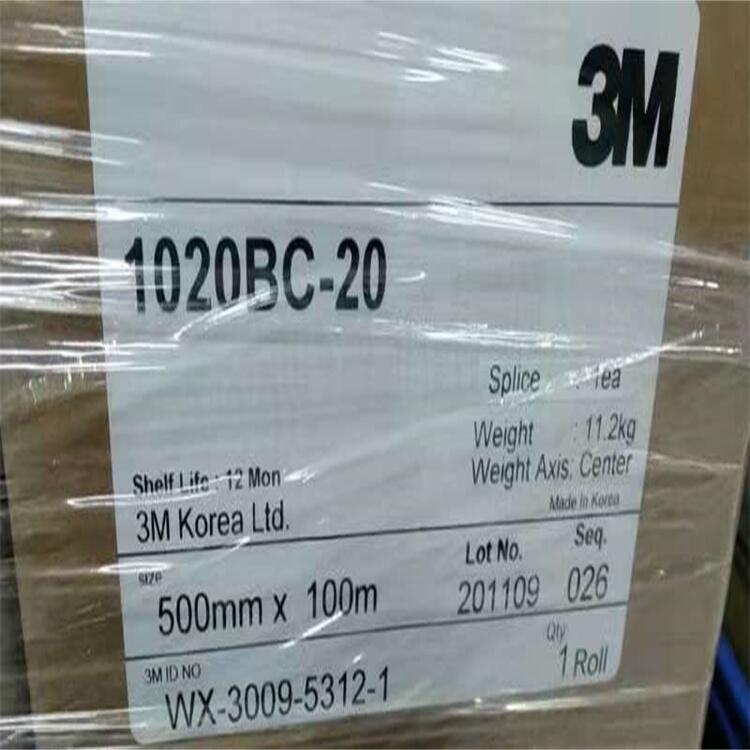 3M
1020BC-20
Splice : 1ea
Weight : 11.2kg
Weight Axis: Center
Shelf Life : 12 Mon
Made in Korea
3M Korea Ltd.
SIZE
500mm x 100m
Lot No.
201109
Seq.
026
3M ID NO
WX-3009-5312-1
Qty
1 Roll